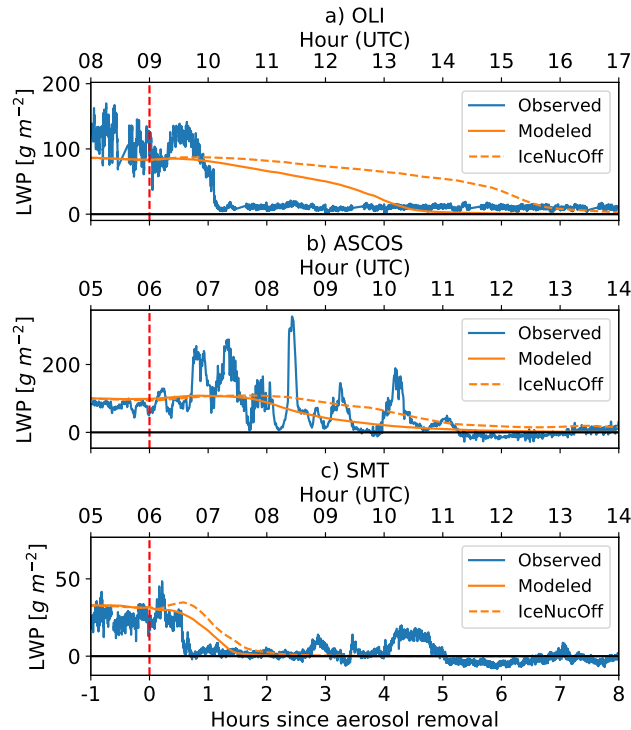 a) OLI
Hour (UTC)
08 09 10 11 12 13 14 15 16 17
200
100
0
LWP [g m⁻²]
Observed
Modeled
IceNucOff
b) ASCOS
Hour (UTC)
05 06 07 08 09 10 11 12 13 14
200
0
LWP [g m⁻²]
Observed
Modeled
IceNucOff
c) SMT
Hour (UTC)
05 06 07 08 09 10 11 12 13 14
50
0
LWP [g m⁻²]
Observed
Modeled
IceNucOff
-1 0 1 2 3 4 5 6 7 8
Hours since aerosol removal